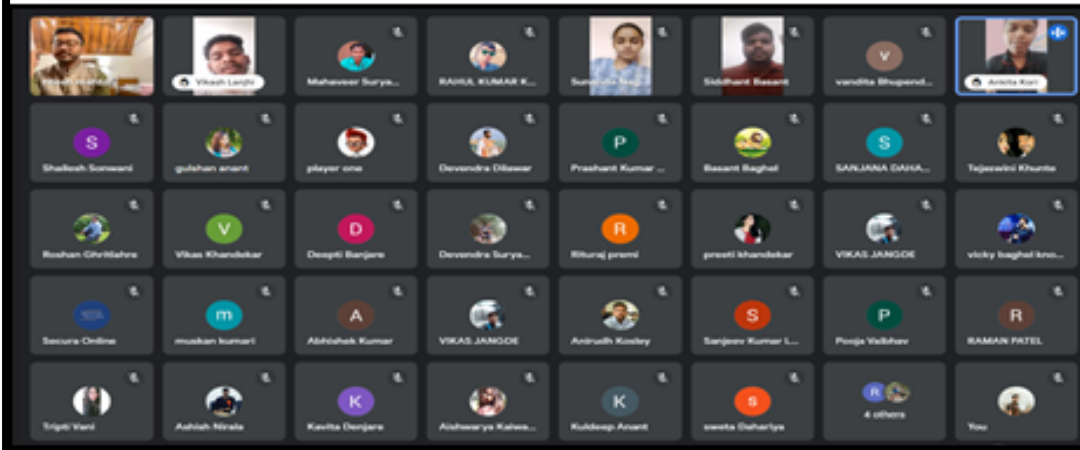 Vikash Lanjhi
Mahaveer Surya...
RAHUL KUMAR K...
Siddhant Basant
V
vandita Bhupend...
Ankita Kuri
S
Shailesh Sonwani
gulshan anant
player one
Devendra Dilawar
P
Prashant Kumar ...
Basant Baghel
S
SANJANA DAHA...
Tejaswini Khunte
Roshan Ghritlahre
V
Vikas Khandekar
D
Deepti Banjare
Devendra Surya...
R
Rituraj premi
preeti khandekar
VIKAS JANGDE
vicky baghel kno...
Secura Online
m
muskan kumari
A
Abhishek Kumar
VIKAS JANGDE
Anirudh Kosley
S
Sanjeev Kumar L...
P
Pooja Vaibhav
R
RAMAN PATEL
Tripti Vani
Ashish Nirala
K
Kavita Denjare
Aishwarya Kaiwa...
K
Kuldeep Anant
s
sweta Dahariya
R
4 others
You